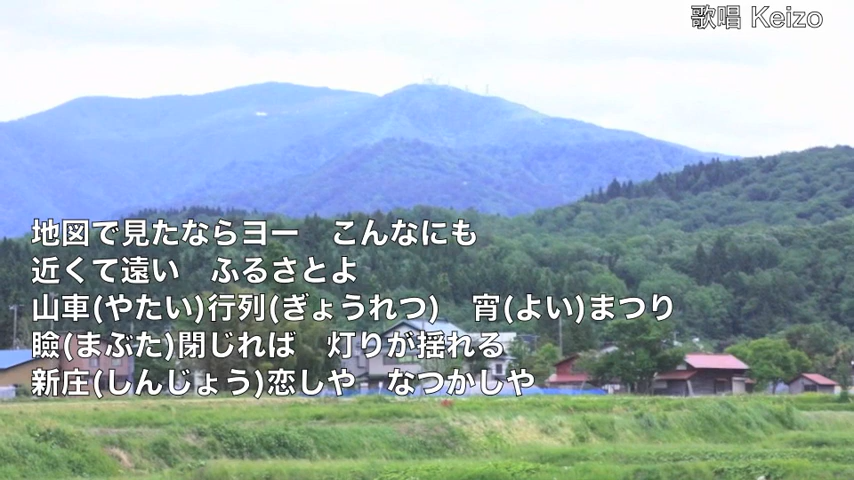 歌唱 Keizo
地図で見たならヨー　こんなにも
近くて遠い　ふるさとよ
山車(やたい)行列(ぎょうれつ)　宵(よい)まつり
瞼(まぶた)閉じれば　灯りが揺れる
新庄(しんじょう)恋しや　なつかしや